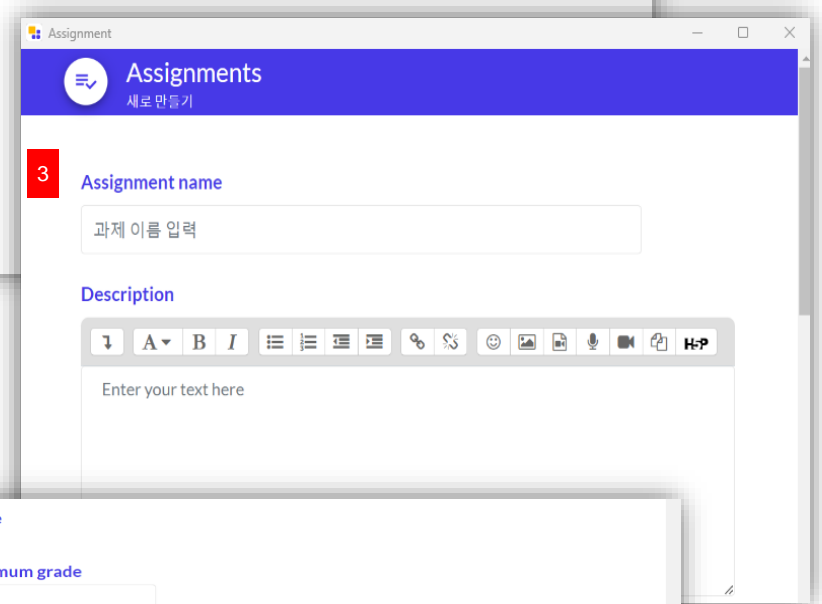 Assignment
Assignments
새로 만들기
3
Assignment name
과제 이름 입력
Description
A B I H5P
Enter your text here
grade